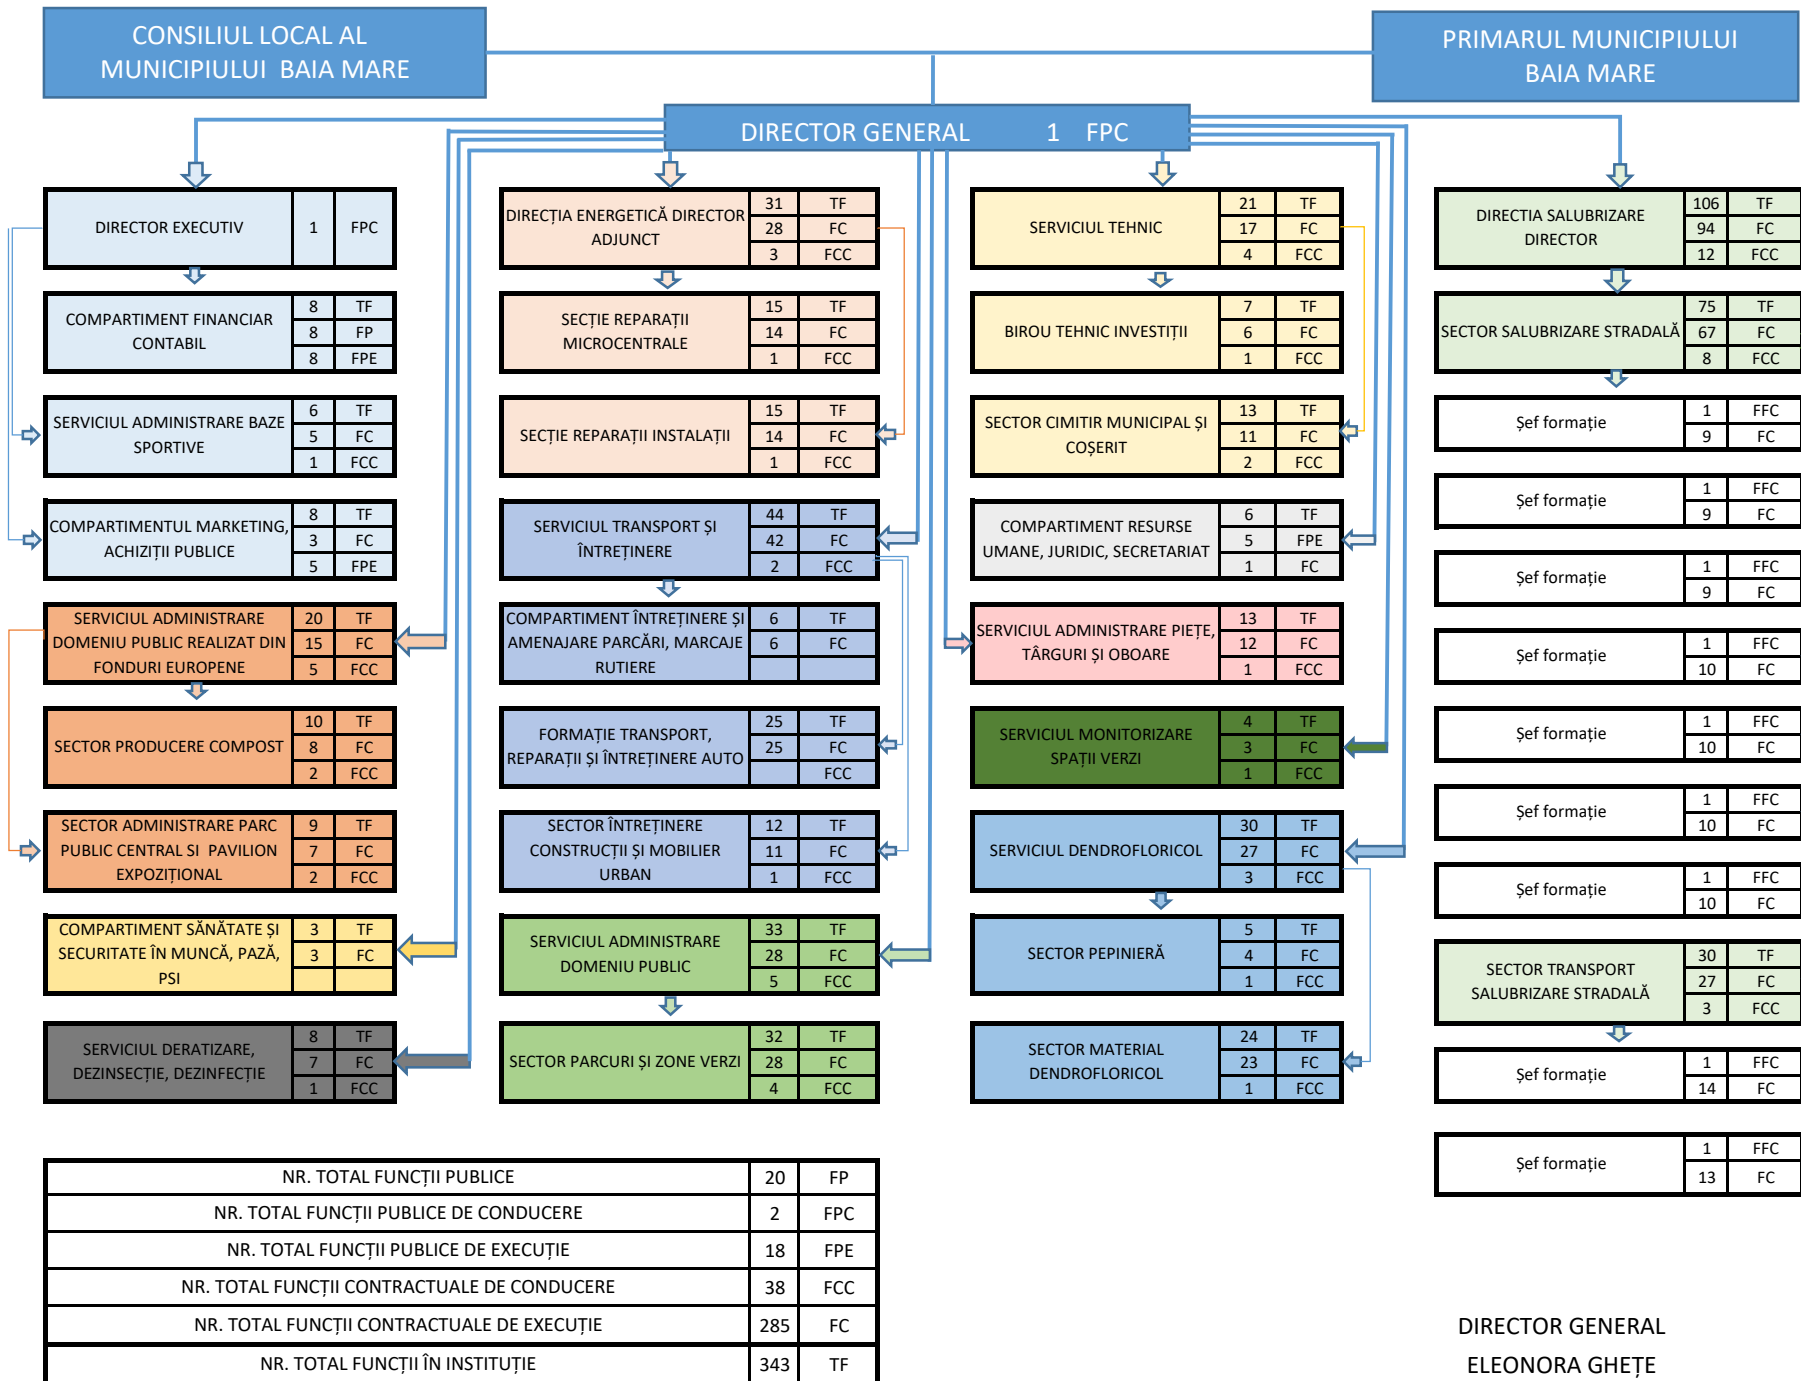 CONSILIUL LOCAL AL
MUNICIPIULUI BAIA MARE
PRIMARUL MUNICIPIULUI
BAIA MARE
DIRECTOR GENERAL 1 FPC
DIRECTOR EXECUTIV 1 FPC
COMPARTIMENT FINANCIAR
CONTABIL
8 TF
8 FP
8 FPE
SERVICIUL ADMINISTRARE BAZE
SPORTIVE
6 TF
5 FC
1 FCC
COMPARTIMENTUL MARKETING,
ACHIZIȚII PUBLICE
8 TF
3 FC
5 FPE
SERVICIUL ADMINISTRARE
DOMENIU PUBLIC REALIZAT DIN
FONDURI EUROPENE
20 TF
15 FC
5 FCC
SECTOR PRODUCERE COMPOST
10 TF
8 FC
2 FCC
SECTOR ADMINISTRARE PARC
PUBLIC CENTRAL SI PAVILION
EXPOZIȚIONAL
9 TF
7 FC
2 FCC
COMPARTIMENT SĂNĂTATE ȘI
SECURITATE ÎN MUNCĂ, PAZĂ,
PSI
3 TF
3 FC
SERVICIUL DERATIZARE,
DEZINSECȚIE, DEZINFECȚIE
8 TF
7 FC
1 FCC
DIRECȚIA ENERGETICĂ DIRECTOR
ADJUNCT
31 TF
28 FC
3 FCC
SECȚIE REPARAȚII
MICROCENTRALE
15 TF
14 FC
1 FCC
SECȚIE REPARAȚII INSTALAȚII
15 TF
14 FC
1 FCC
SERVICIUL TRANSPORT ȘI
ÎNTREȚINERE
44 TF
42 FC
2 FCC
COMPARTIMENT ÎNTREȚINERE ȘI
AMENAJARE PARCĂRI, MARCAJE
RUTIERE
6 TF
6 FC
FORMAȚIE TRANSPORT,
REPARAȚII ȘI ÎNTREȚINERE AUTO
25 TF
25 FC
FCC
SECTOR ÎNTREȚINERE
CONSTRUCȚII ȘI MOBILIER
URBAN
12 TF
11 FC
1 FCC
SERVICIUL ADMINISTRARE
DOMENIU PUBLIC
33 TF
28 FC
5 FCC
SECTOR PARCURI ȘI ZONE VERZI
32 TF
28 FC
4 FCC
SERVICIUL TEHNIC
21 TF
17 FC
4 FCC
BIROU TEHNIC INVESTIȚII
7 TF
6 FC
1 FCC
SECTOR CIMITIR MUNICIPAL ȘI
COȘERIT
13 TF
11 FC
2 FCC
COMPARTIMENT RESURSE
UMANE, JURIDIC, SECRETARIAT
6 TF
5 FPE
1 FC
SERVICIUL ADMINISTRARE PIEȚE,
TÂRGURI ȘI OBOARE
13 TF
12 FC
1 FCC
SERVICIUL MONITORIZARE
SPAȚII VERZI
4 TF
3 FC
1 FCC
SERVICIUL DENDROFLORICOL
30 TF
27 FC
3 FCC
SECTOR PEPINIERĂ
5 TF
4 FC
1 FCC
SECTOR MATERIAL
DENDROFLORICOL
24 TF
23 FC
1 FCC
DIRECTIA SALUBRIZARE
DIRECTOR
106 TF
94 FC
12 FCC
SECTOR SALUBRIZARE STRADALĂ
75 TF
67 FC
8 FCC
Șef formație
1 FFC
9 FC
Șef formație
1 FFC
9 FC
Șef formație
1 FFC
9 FC
Șef formație
1 FFC
10 FC
Șef formație
1 FFC
10 FC
Șef formație
1 FFC
10 FC
Șef formație
1 FFC
10 FC
SECTOR TRANSPORT
SALUBRIZARE STRADALĂ
30 TF
27 FC
3 FCC
Șef formație
1 FFC
14 FC
Șef formație
1 FFC
13 FC
NR. TOTAL FUNCȚII PUBLICE 20 FP
NR. TOTAL FUNCȚII PUBLICE DE CONDUCERE 2 FPC
NR. TOTAL FUNCȚII PUBLICE DE EXECUȚIE 18 FPE
NR. TOTAL FUNCȚII CONTRACTUALE DE CONDUCERE 38 FCC
NR. TOTAL FUNCȚII CONTRACTUALE DE EXECUȚIE 285 FC
NR. TOTAL FUNCȚII ÎN INSTITUȚIE 343 TF
DIRECTOR GENERAL
ELEONORA GHEȚE